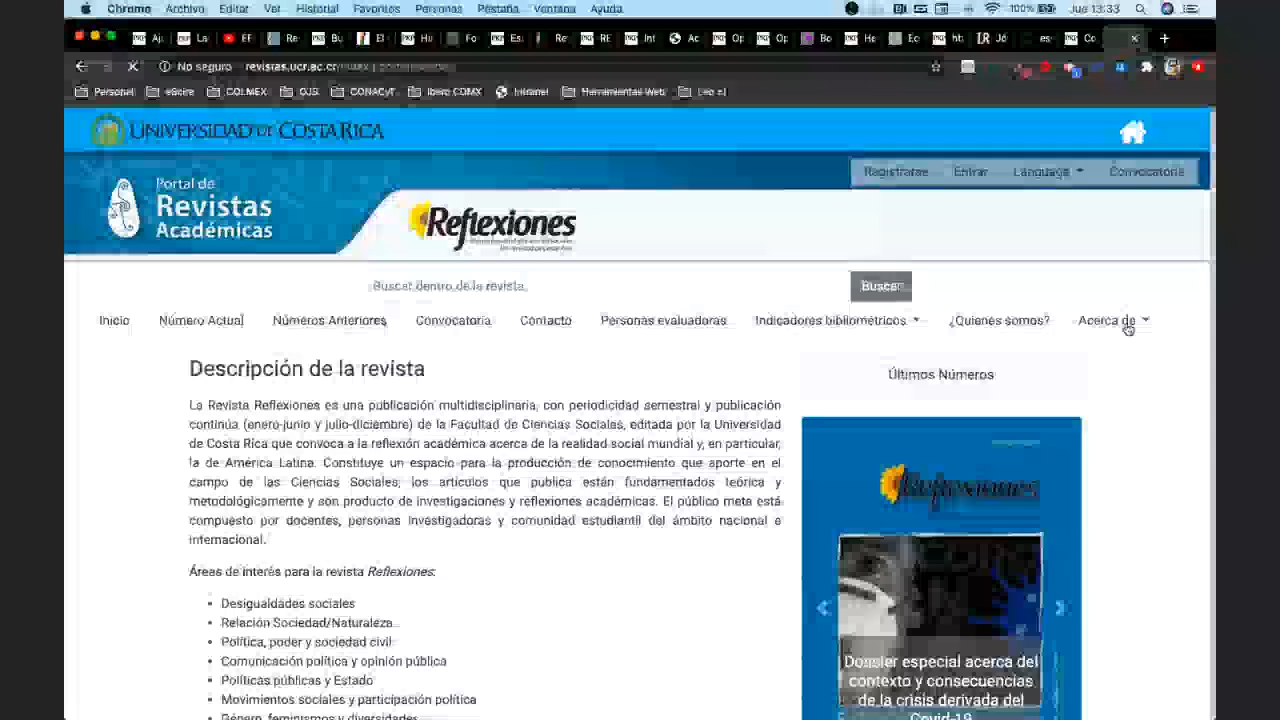 Chrome Archivo Editar Ver Historial Favoritos Personas Pestaña Ventana Ayuda 100% Jue 13:33
No seguro revistas.ucr.ac.cr
Personal eScire COLMEX OJS CONACyT Ibero CDMX Intranet Herramientas Web
UNIVERSIDAD DE COSTA RICA
Registrarse Entrar Language Convocatoria
Portal de
Revistas
Académicas
Reflexiones
Buscar dentro de la revista
Buscar
Inicio Número Actual Números Anteriores Convocatoria Contacto Personas evaluadoras Indicadores bibliométricos ¿Quienes somos? Acerca de
Descripción de la revista
La Revista Reflexiones es una publicación multidisciplinaria, con periodicidad semestral y publicación
continua (enero-junio y julio-diciembre) de la Facultad de Ciencias Sociales, editada por la Universidad
de Costa Rica que convoca a la reflexión académica acerca de la realidad social mundial y, en particular,
la de América Latina. Constituye un espacio para la producción de conocimiento que aporte en el
campo de las Ciencias Sociales; los artículos que publica están fundamentados teórica y
metodológicamente y son producto de investigaciones y reflexiones académicas. El público meta está
compuesto por docentes, personas investigadoras y comunidad estudiantil del ámbito nacional e
internacional.
Áreas de interés para la revista Reflexiones:
Desigualdades sociales
Relación Sociedad/Naturaleza
Política, poder y sociedad civil
Comunicación política y opinión pública
Políticas públicas y Estado
Movimientos sociales y participación política
Género, feminismos y diversidades
Últimos Números
Reflexiones
Dossier especial acerca del
contexto y consecuencias
de la crisis derivada del
Covid-19